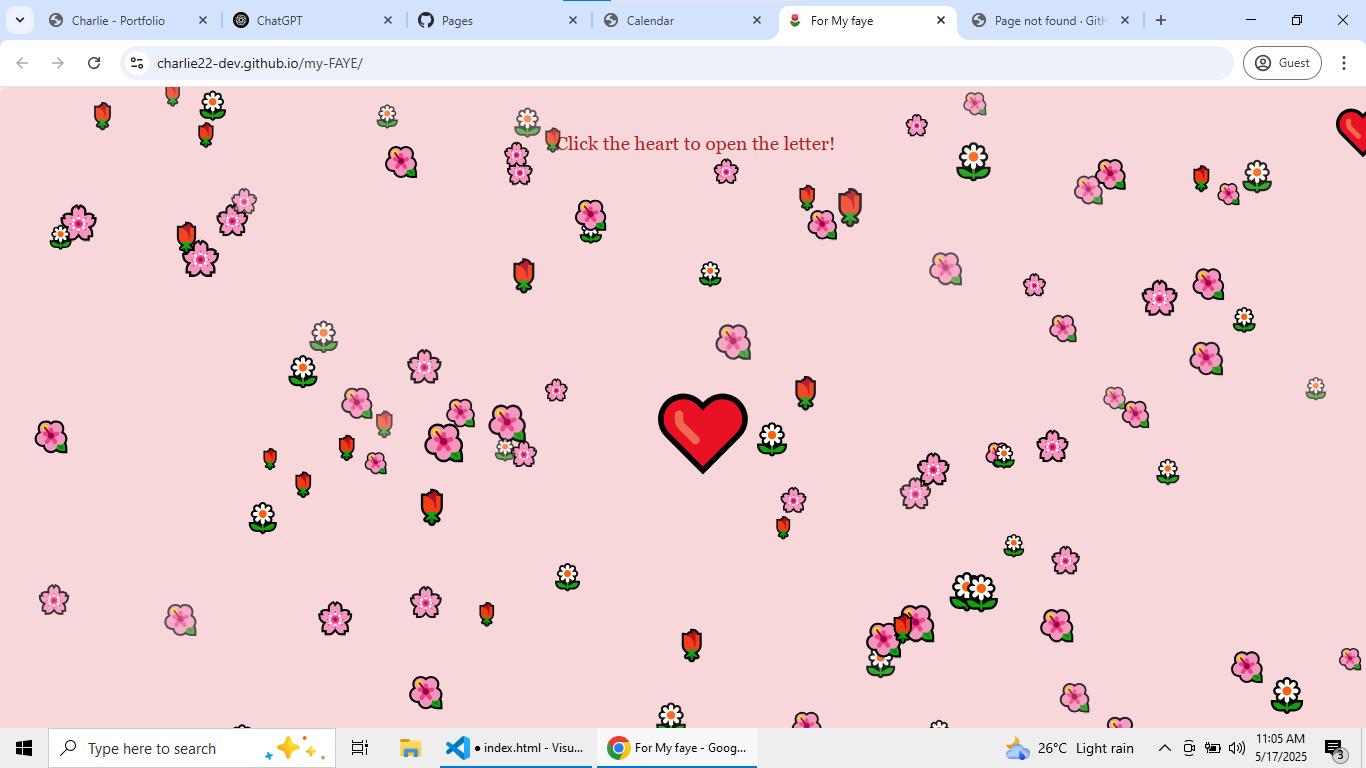 Charlie - Portfolio
ChatGPT
Pages
Calendar
For My faye
Page not found · GitH
charlie22-dev.github.io/my-FAYE/
Guest
Click the heart to open the letter!
Type here to search
● index.html - Visu...
For My faye - Goog...
26°C Light rain
11:05 AM
5/17/2025
3